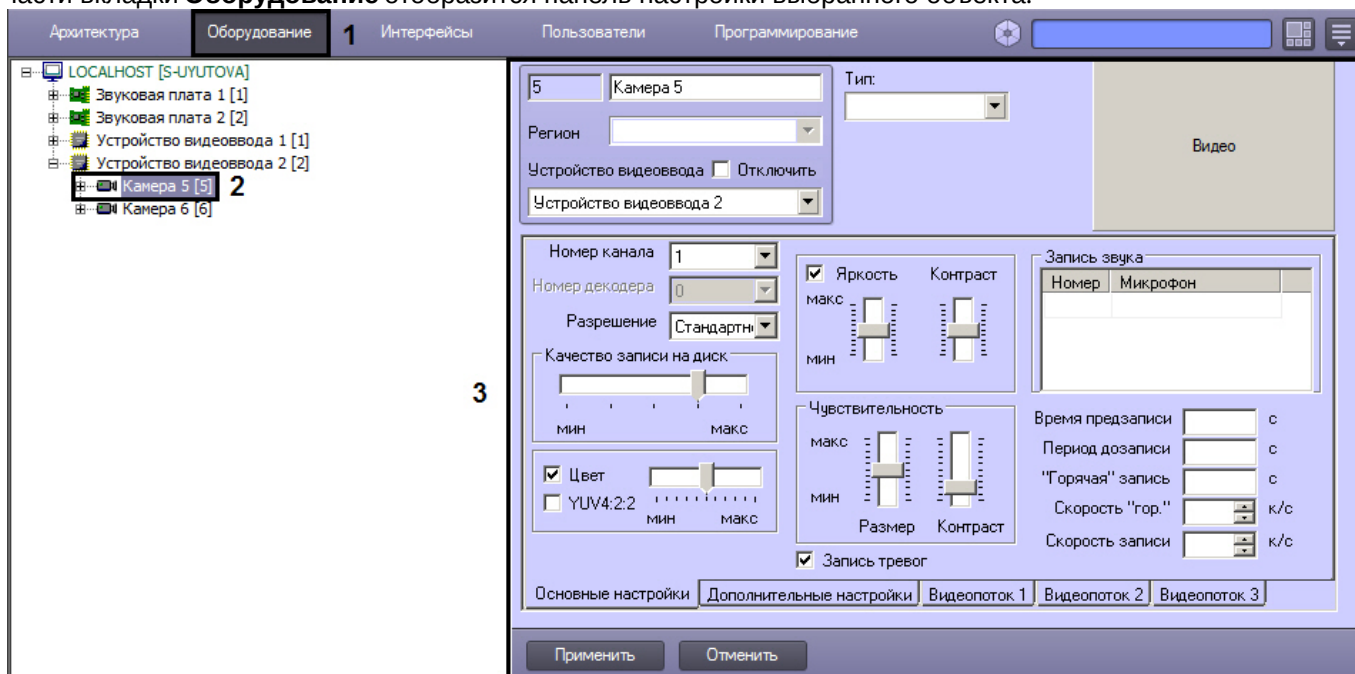 части вкладки Оборудование отобразится панель настройки выбранного объекта.
Архитектура Оборудование 1 Интерфейсы Пользователи Программирование
LOCALHOST [S-UYUTOVA]
Звуковая плата 1 [1]
Звуковая плата 2 [2]
Устройство видеоввода 1 [1]
Устройство видеоввода 2 [2]
Камера 5 [5] 2
Камера 6 [6]
3
5 Камера 5
Тип:
Регион
Устройство видеоввода Отключить
Устройство видеоввода 2
Видео
Номер канала 1
Номер декодера 0
Разрешение Стандартн
Качество записи на диск
мин макс
Цвет
YUV4:2:2
мин макс
Яркость Контраст
макс
мин
Чувствительность
макс
мин
Размер Контраст
Запись тревог
Запись звука
Номер Микрофон
Время предзаписи с
Период дозаписи с
"Горячая" запись с
Скорость "гор." к/с
Скорость записи к/с
Основные настройки Дополнительные настройки Видеопоток 1 Видеопоток 2 Видеопоток 3
Применить Отменить